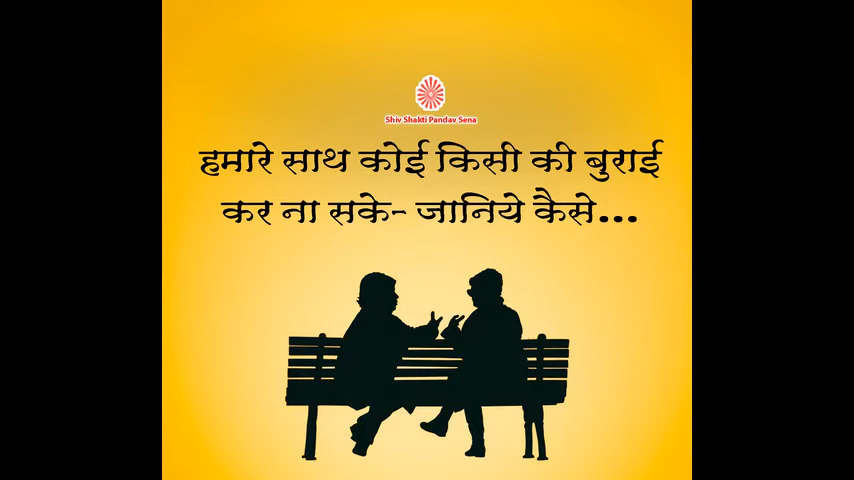 Shiv Shakti Pandav Sena
हमारे साथ कोई किसी की बुराई
कर ना सके- जानिये कैसे...